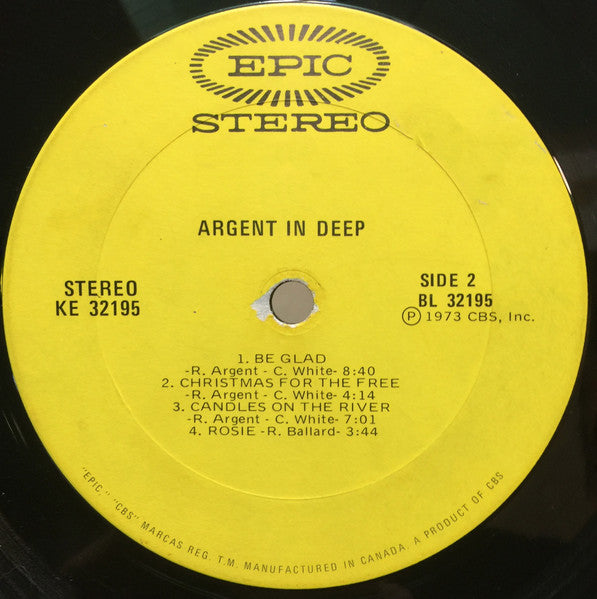 EPIC
STEREO
ARGENT IN DEEP
STEREO
KE 32195
SIDE 2
BL 32195
Ⓟ 1973 CBS, Inc.
1. BE GLAD
-R. Argent - C. White- 8:40
2. CHRISTMAS FOR THE FREE
-R. Argent - C. White- 4:14
3. CANDLES ON THE RIVER
-R. Argent - C. White- 7:01
4. ROSIE -R. Ballard- 3:44
"EPIC," "CBS" MARCAS REG. T.M. MANUFACTURED IN CANADA. A PRODUCT OF CBS